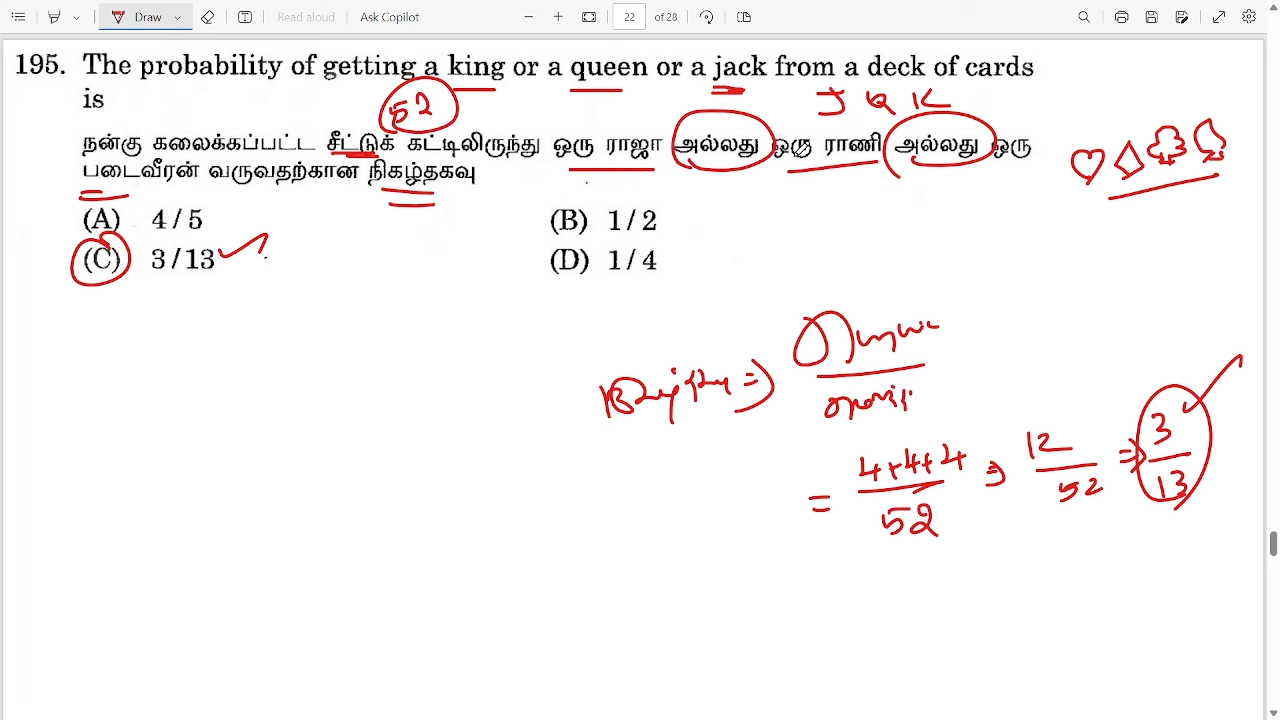 Draw
Read aloud
Ask Copilot
22
of 28
195. The probability of getting a king or a queen or a jack from a deck of cards
is
52
J Q K
நன்கு கலைக்கப்பட்ட சீட்டுக் கட்டிலிருந்து ஒரு ராஜா அல்லது ஒரு ராணி அல்லது ஒரு
படைவீரன் வருவதற்கான நிகழ்தகவு
(A) 4 / 5
(B) 1 / 2
(C) 3 / 13
(D) 1 / 4
=>
= 4+4+4 / 52 => 12 / 52 => 3 / 13